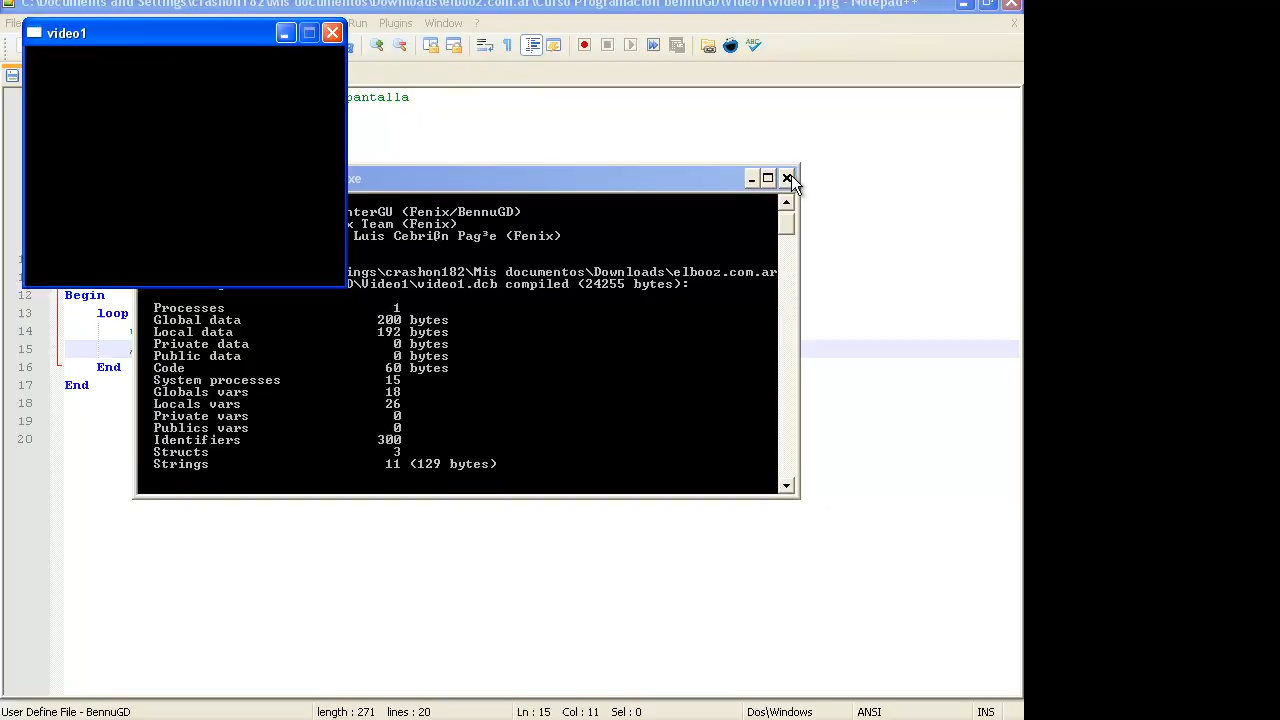 C:\Documents and Settings\crashon182\Mis documentos\Downloads\elbooz.com.ar\Curso Programacion bennuGD\Video1\video1.prg - Notepad++
Run Plugins Window ? X
video1
pantalla
xe
nterGU (Fenix/BennuGD)
x Team (Fenix)
Luis Cebriβn Pag³e (Fenix)
ings\crashon182\Mis documentos\Downloads\elbooz.com.ar
D\Video1\video1.dcb compiled (24255 bytes):
Processes 1
Global data 200 bytes
Local data 192 bytes
Private data 0 bytes
Public data 0 bytes
Code 60 bytes
System processes 15
Globals vars 18
Locals vars 26
Private vars 0
Publics vars 0
Identifiers 300
Structs 3
Strings 11 (129 bytes)
12 Begin
13 loop
14
15
16 End
17 End
18
19
20
User Define File - BennuGD length : 271 lines : 20 Ln : 15 Col : 11 Sel : 0 Dos\Windows ANSI INS